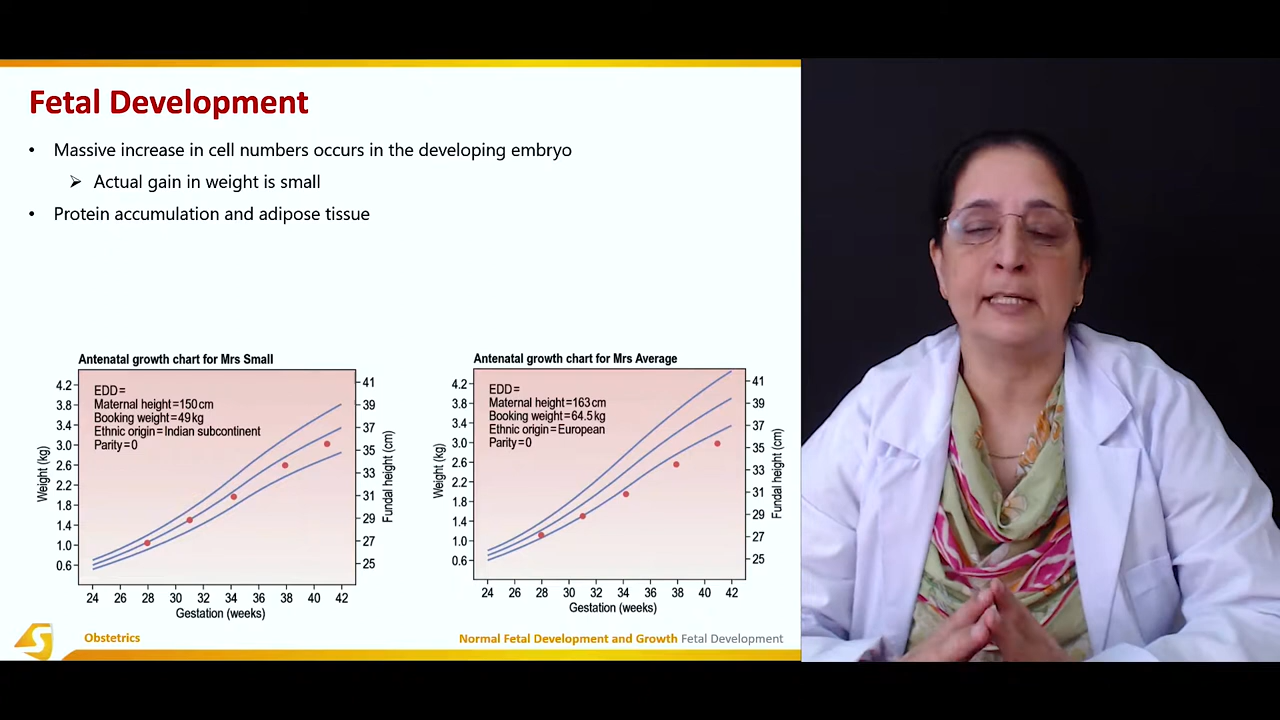 Fetal Development
• Massive increase in cell numbers occurs in the developing embryo
➢ Actual gain in weight is small
• Protein accumulation and adipose tissue
Antenatal growth chart for Mrs Small
EDD=
Maternal height=150cm
Booking weight=49kg
Ethnic origin=Indian subcontinent
Parity=0
Weight (kg)
4.2
3.8
3.4
3.0
2.6
2.2
1.8
1.4
1.0
0.6
41
39
37
35
33
31
29
27
25
Fundal height (cm)
24 26 28 30 32 34 36 38 40 42
Gestation (weeks)
Antenatal growth chart for Mrs Average
EDD=
Maternal height=163cm
Booking weight=64.5kg
Ethnic origin=European
Parity=0
Weight (kg)
4.2
3.8
3.4
3.0
2.6
2.2
1.8
1.4
1.0
0.6
41
39
37
35
33
31
29
27
25
Fundal height (cm)
24 26 28 30 32 34 36 38 40 42
Gestation (weeks)
Obstetrics
Normal Fetal Development and Growth Fetal Development